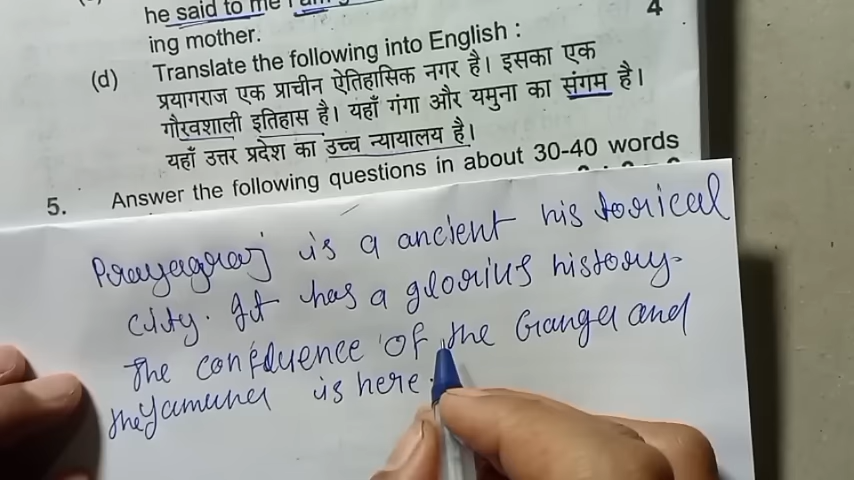 he said to me I am
ing mother.
4
(d) Translate the following into English :
प्रयागराज एक प्राचीन ऐतिहासिक नगर है। इसका एक
गौरवशाली इतिहास है। यहाँ गंगा और यमुना का संगम है।
यहाँ उत्तर प्रदेश का उच्च न्यायालय है।
5. Answer the following questions in about 30-40 words
Prayagraj is a ancient historical
city. It has a glorius history.
The confluence of the Ganga and
the Yamuna is here.